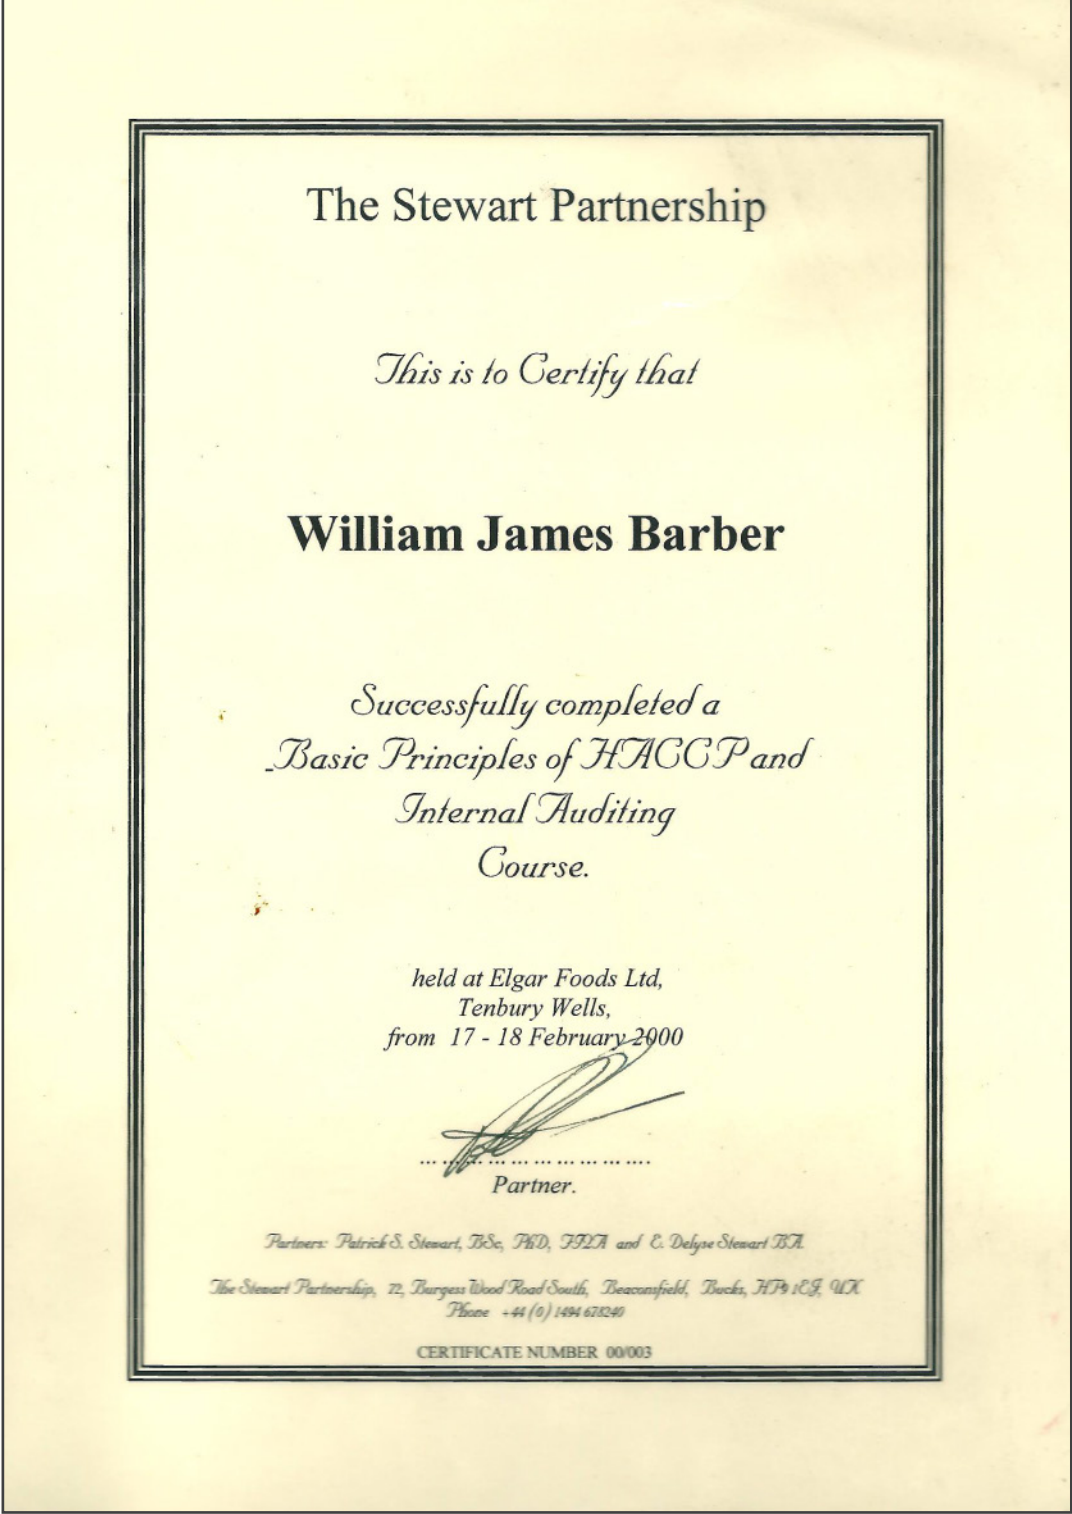 The Stewart Partnership
This is to Certify that
William James Barber
Successfully completed a
Basic Principles of HACCP and
Internal Auditing
Course.
held at Elgar Foods Ltd,
Tenbury Wells,
from 17 - 18 February 2000
... ... ... ... ... ... ... ... ... ....
Partner.
Partners: Patrick S. Stewart, BSc, PhD, FIQA and E. Delyse Stewart BA
The Stewart Partnership, 72, Burgess Wood Road South, Beaconsfield, Bucks, HP9 1EJ, UK
Phone +44 (0) 1494 678240
CERTIFICATE NUMBER 00/003